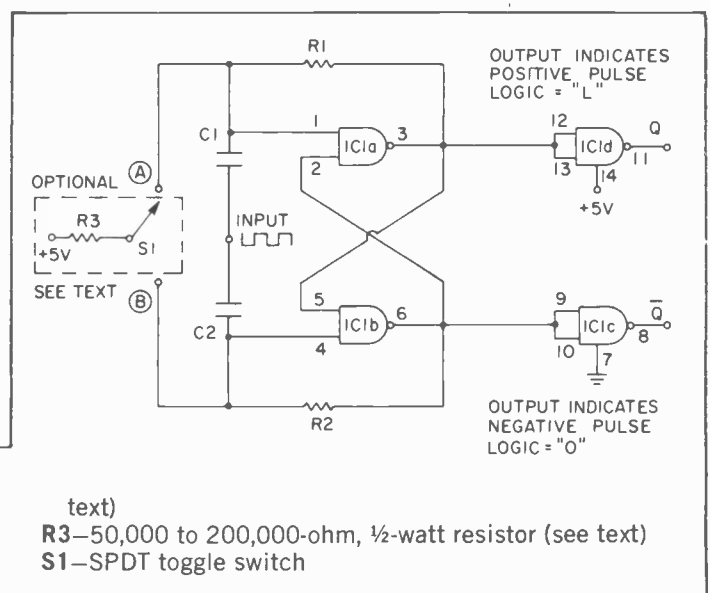 R1
OUTPUT INDICATES
POSITIVE PULSE
LOGIC = "L"
C1
1
2
IC1a
3
12
13
IC1d
14
11
Q
+5V
A
OPTIONAL
R3
+5V
S1
INPUT
SEE TEXT
B
C2
5
4
IC1b
6
9
10
IC1c
7
8
Q̅
R2
OUTPUT INDICATES
NEGATIVE PULSE
LOGIC = "O"
text)
R3—50,000 to 200,000-ohm, ½-watt resistor (see text)
S1—SPDT toggle switch